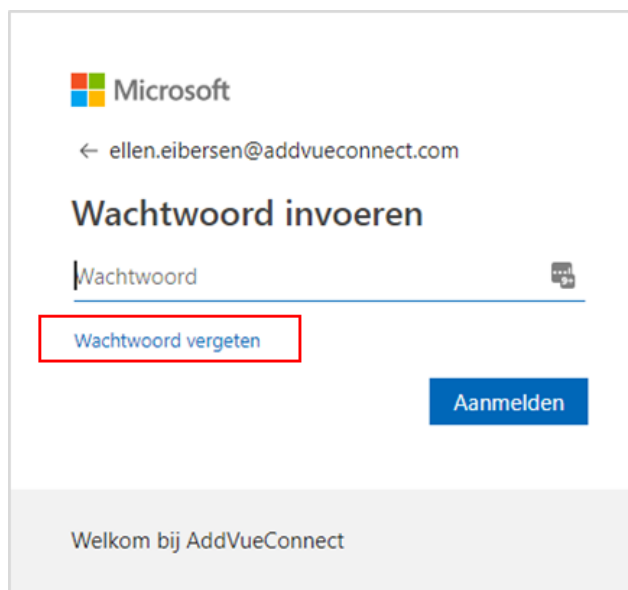 Microsoft
← ellen.eibersen@addvueconnect.com
Wachtwoord invoeren
Wachtwoord
Wachtwoord vergeten
Aanmelden
Welkom bij AddVueConnect